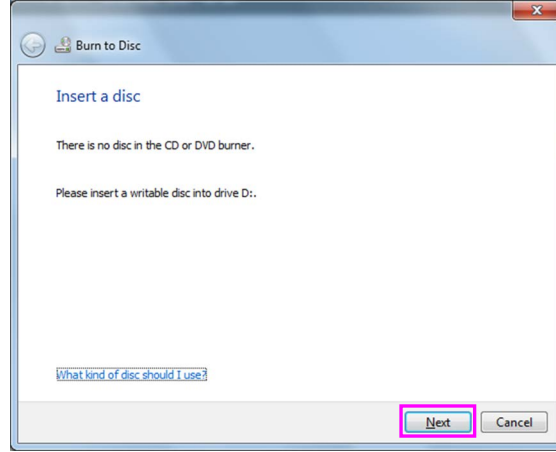 Burn to Disc
Insert a disc
There is no disc in the CD or DVD burner.
Please insert a writable disc into drive D:.
What kind of disc should I use?
Next
Cancel